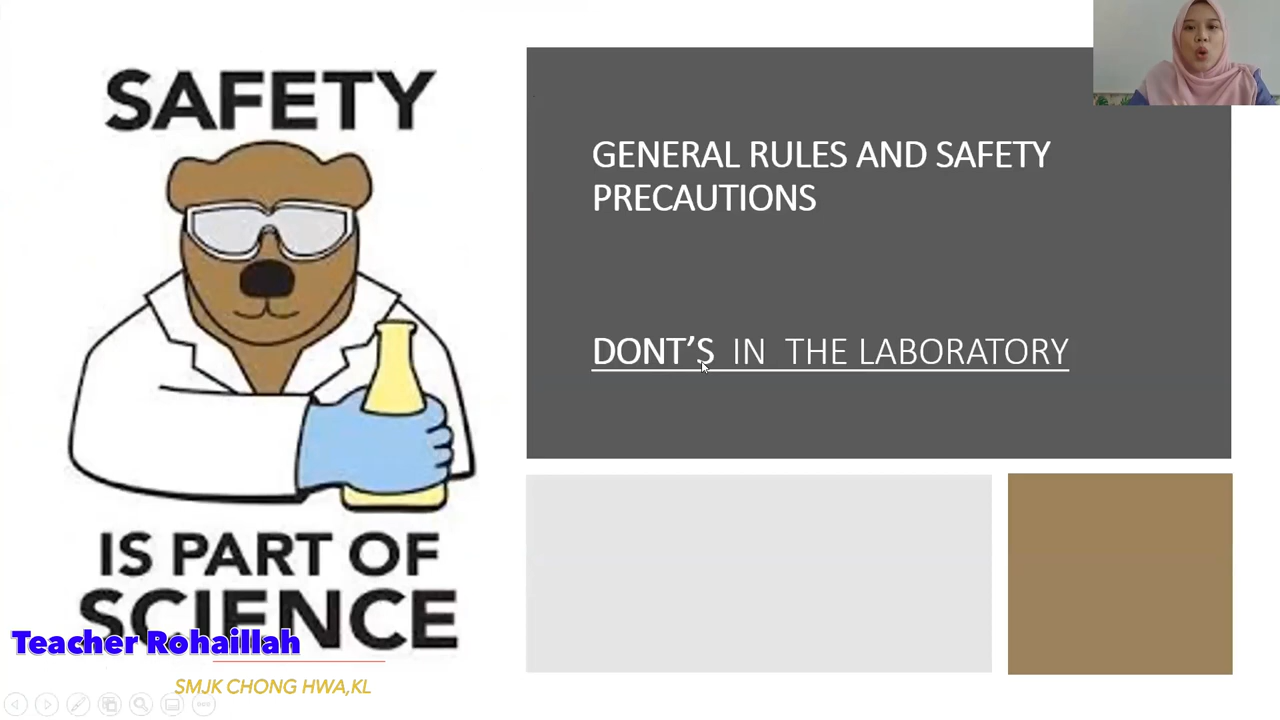 SAFETY
IS PART OF
SCIENCE
Teacher Rohaillah
SMJK CHONG HWA,KL
GENERAL RULES AND SAFETY
PRECAUTIONS
DONT’S IN THE LABORATORY